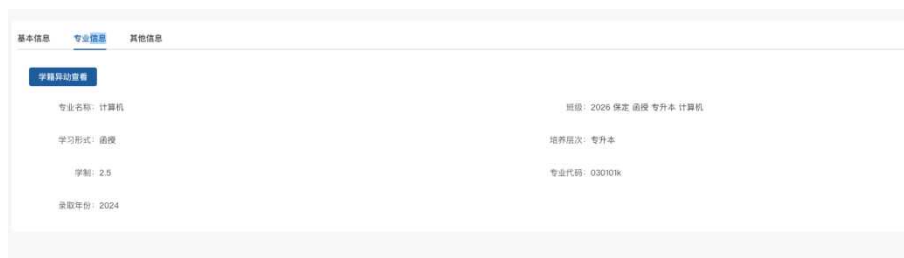 基本信息 专业信息 其他信息
学籍异动查看
专业名称: 计算机 班级: 2026 保定 函授 专升本 计算机
学习形式: 函授 培养层次: 专升本
学制: 2.5 专业代码: 030101k
录取年份: 2024